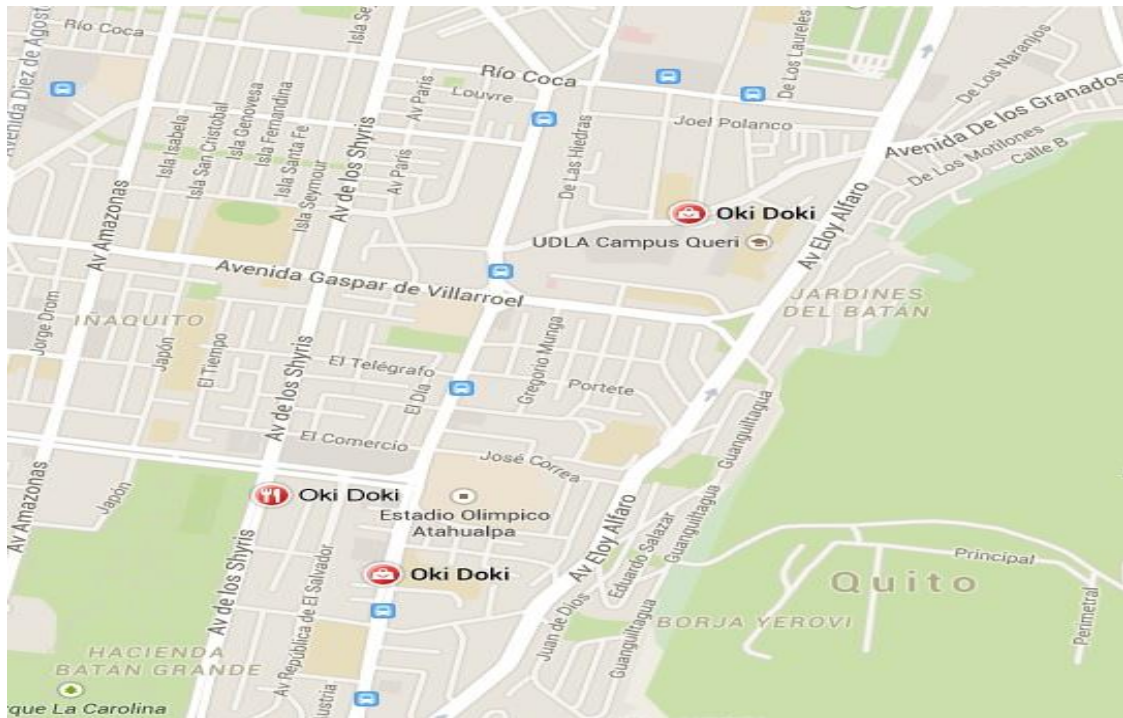 Río Coca
Isla Se
Río Coca
De Los Laureles
De Los Naranjos
Avenida Diez de Agosto
Louvre
Av París
Joel Polanco
Avenida De los Granados
De Los Motilones
Calle B
Isla Isabela
Isla San Cristobal
Isla Genovesa
Isla Fernandina
Isla Santa Fe
Isla Seymour
Av de los Shyris
Av París
De Las Hiedras
Oki Doki
UDLA Campus Queri
Av Eloy Alfaro
Av Amazonas
Avenida Gaspar de Villarroel
JARDINES
DEL BATÁN
IÑAQUITO
Jorge Drom
Japón
El Tiempo
Av de los Shyris
El Telégrafo
El Día
Gregorio Munga
Portete
Guanguiltagua
El Comercio
José Correa
Av Amazonas
Japón
Oki Doki
Estadio Olímpico
Atahualpa
Av Eloy Alfaro
Eduardo Salazar
Guanguiltagua
Principal
Quito
Perimetral
Av de los Shyris
Av República de El Salvador...
Oki Doki
Juan de Dios
Guanguiltagua
BORJA YEROVI
HACIENDA
BATÁN GRANDE
rque La Carolina
ustria